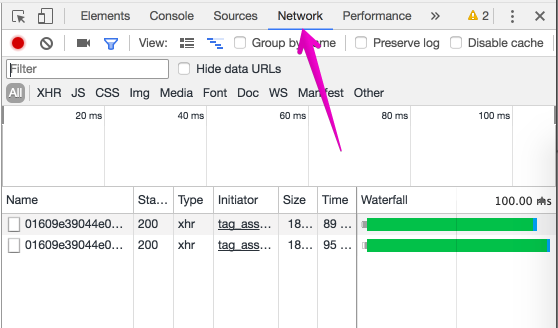 Elements Console Sources Network Performance » 2
View: Group by me Preserve log Disable cache
Filter Hide data URLs
All XHR JS CSS Img Media Font Doc WS Manifest Other
20 ms 40 ms 60 ms 80 ms 100 ms
Name Sta... Type Initiator Size Time Waterfall 100.00 ms
01609e39044e0... 200 xhr tag_ass... 18... 89 ...
01609e39044e0... 200 xhr tag_ass... 18... 95 ...